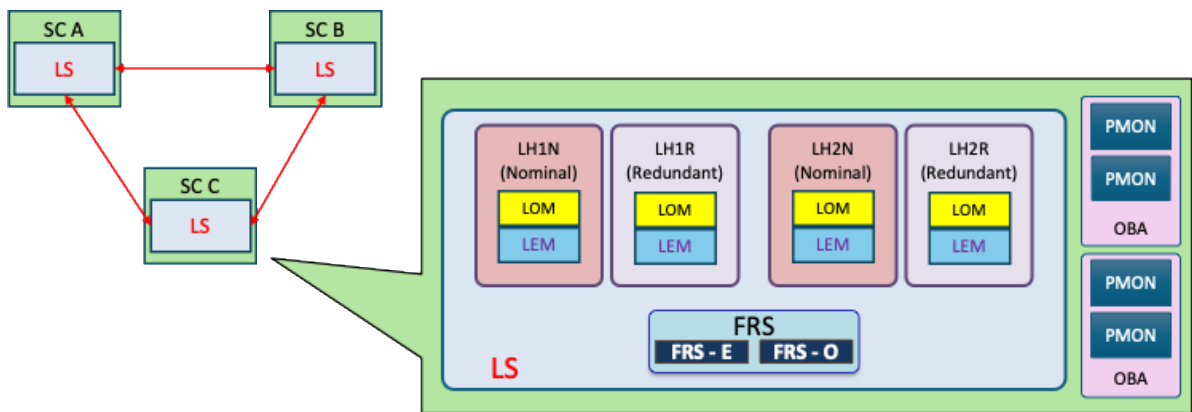 SC A
LS
SC B
LS
SC C
LS
LH1N
(Nominal)
LOM
LEM
LH1R
(Redundant)
LOM
LEM
LH2N
(Nominal)
LOM
LEM
LH2R
(Redundant)
LOM
LEM
FRS
FRS - E
FRS - O
LS
PMON
PMON
OBA
PMON
PMON
OBA